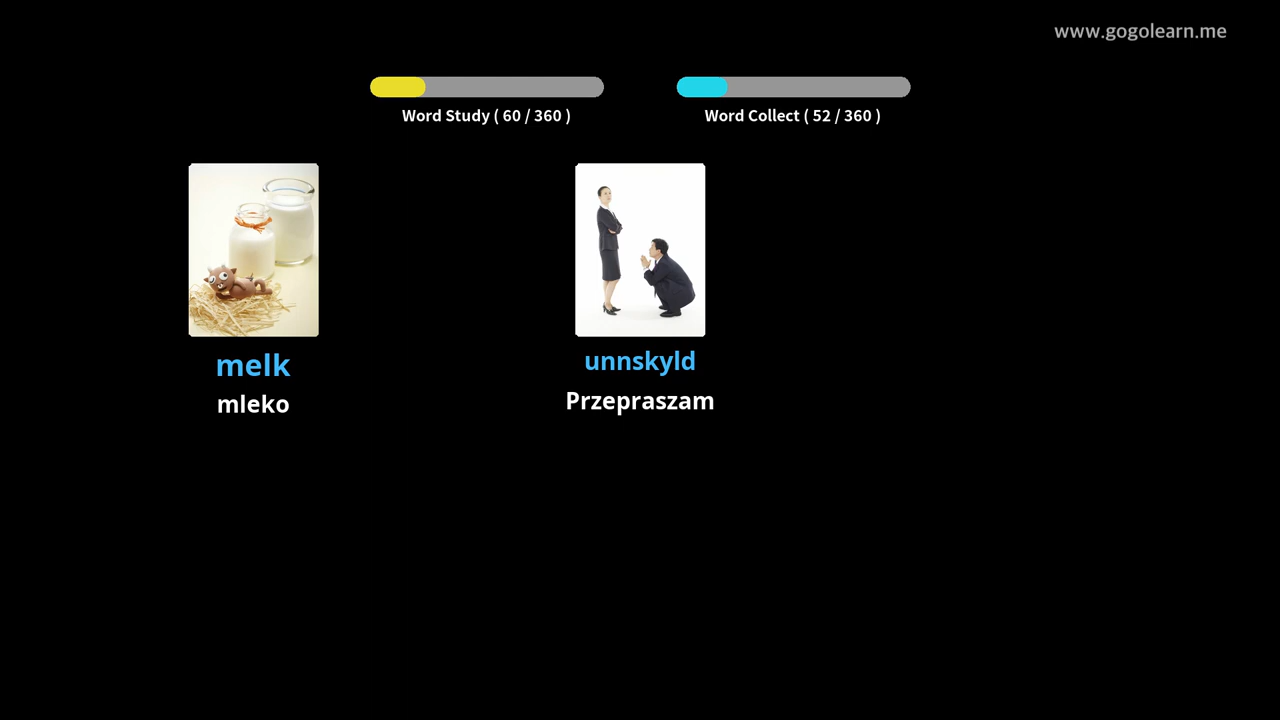 www.gogolearn.me
Word Study ( 60 / 360 )
Word Collect ( 52 / 360 )
melk
mleko
unnskyld
Przepraszam